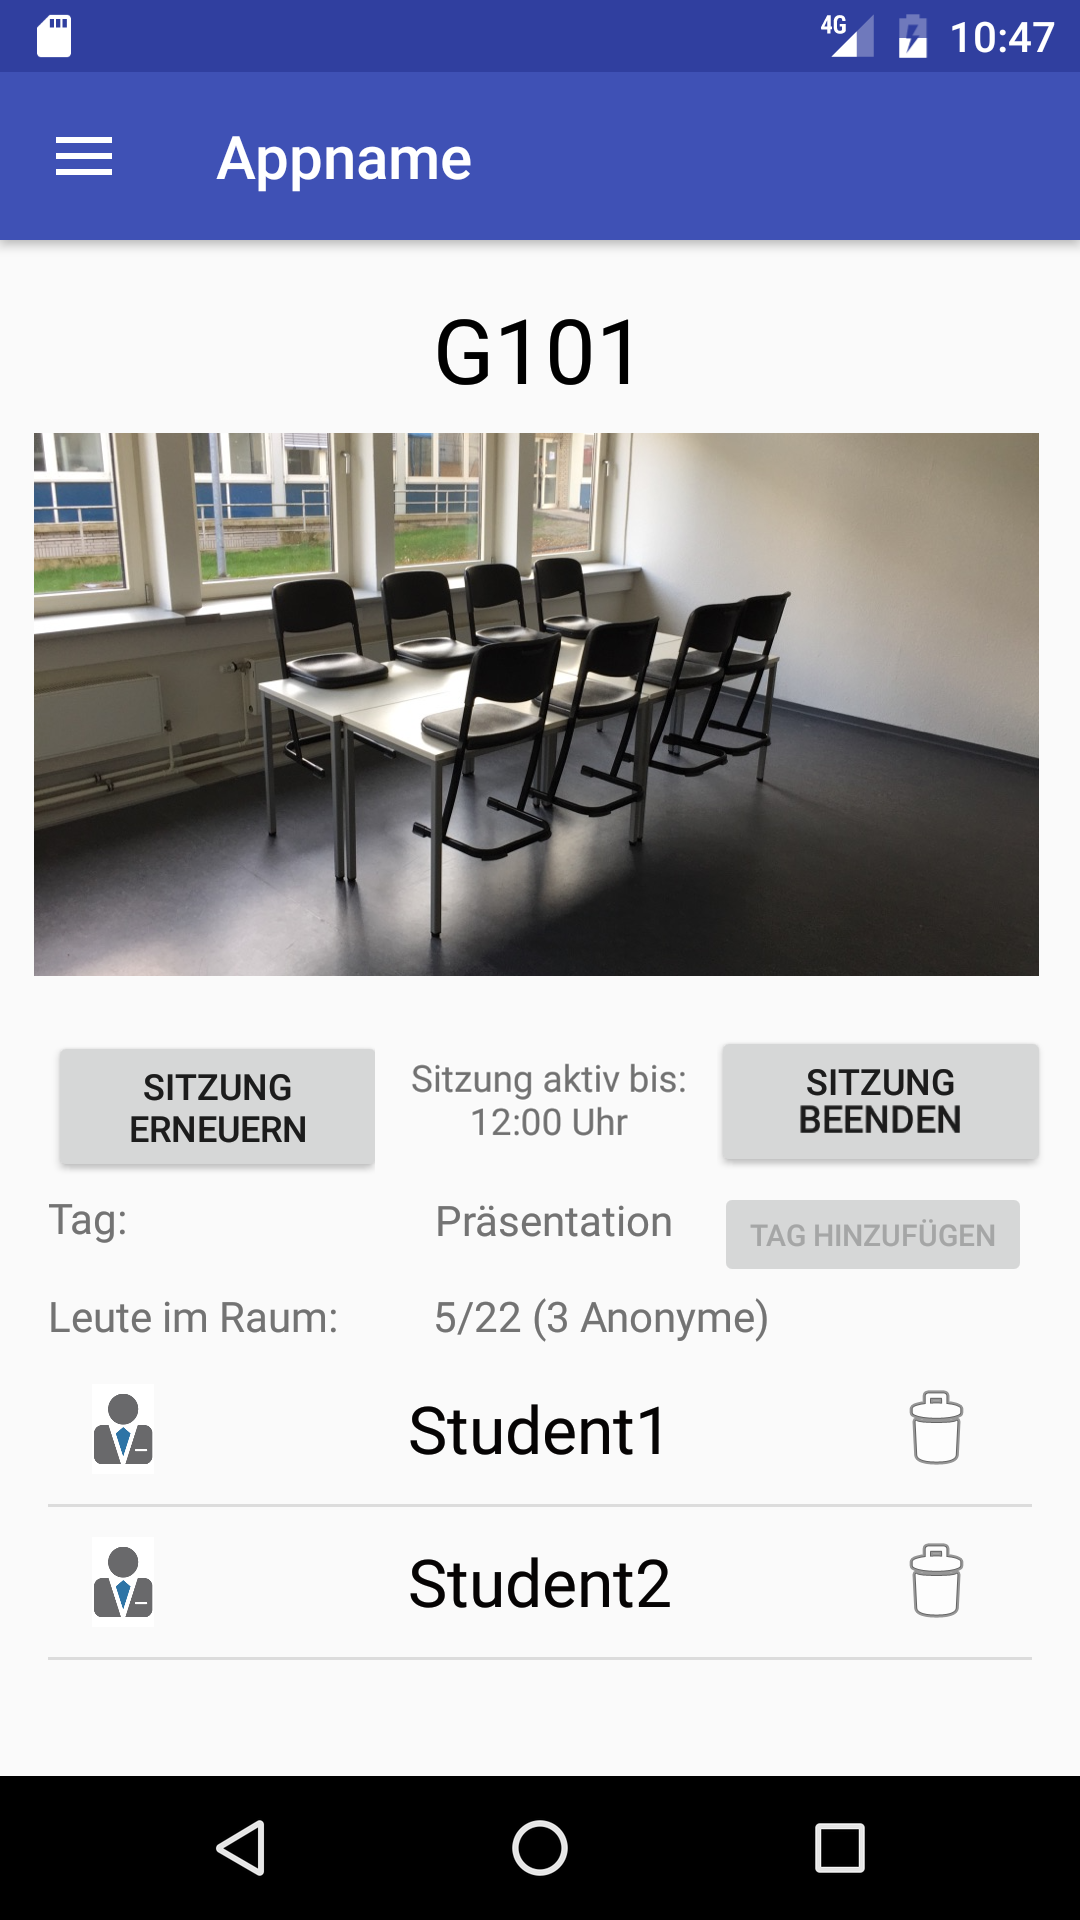 4G 10:47
Appname
G101
SITZUNG
ERNEUERN
Sitzung aktiv bis:
12:00 Uhr
SITZUNG
BEENDEN
Tag: Präsentation TAG HINZUFÜGEN
Leute im Raum: 5/22 (3 Anonyme)
Student1
Student2